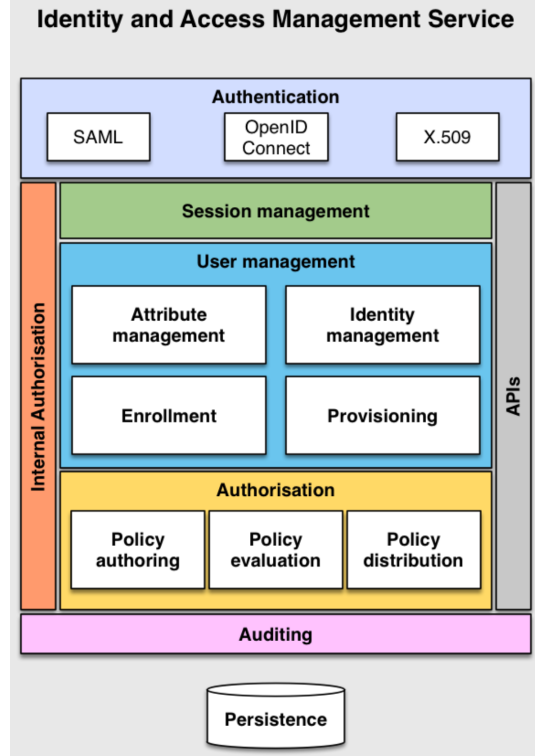 Identity and Access Management Service
Authentication
SAML
OpenID
Connect
X.509
Internal Authorisation
Session management
APIs
User management
Attribute
management
Identity
management
Enrollment
Provisioning
Authorisation
Policy
authoring
Policy
evaluation
Policy
distribution
Auditing
Persistence